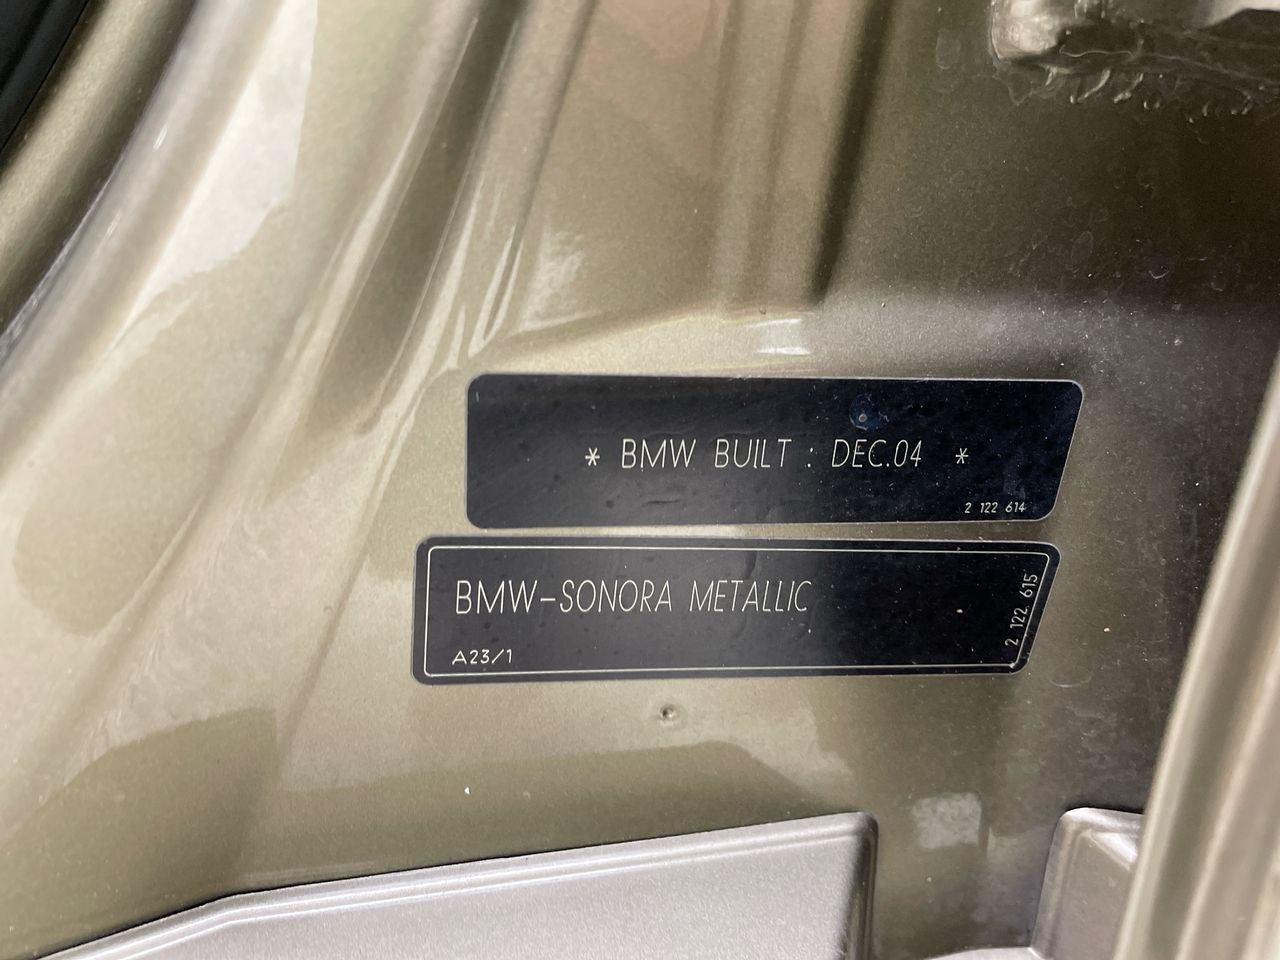 * BMW BUILT : DEC.04 *
2 122 614
BMW-SONORA METALLIC
A23/1
2 122 615